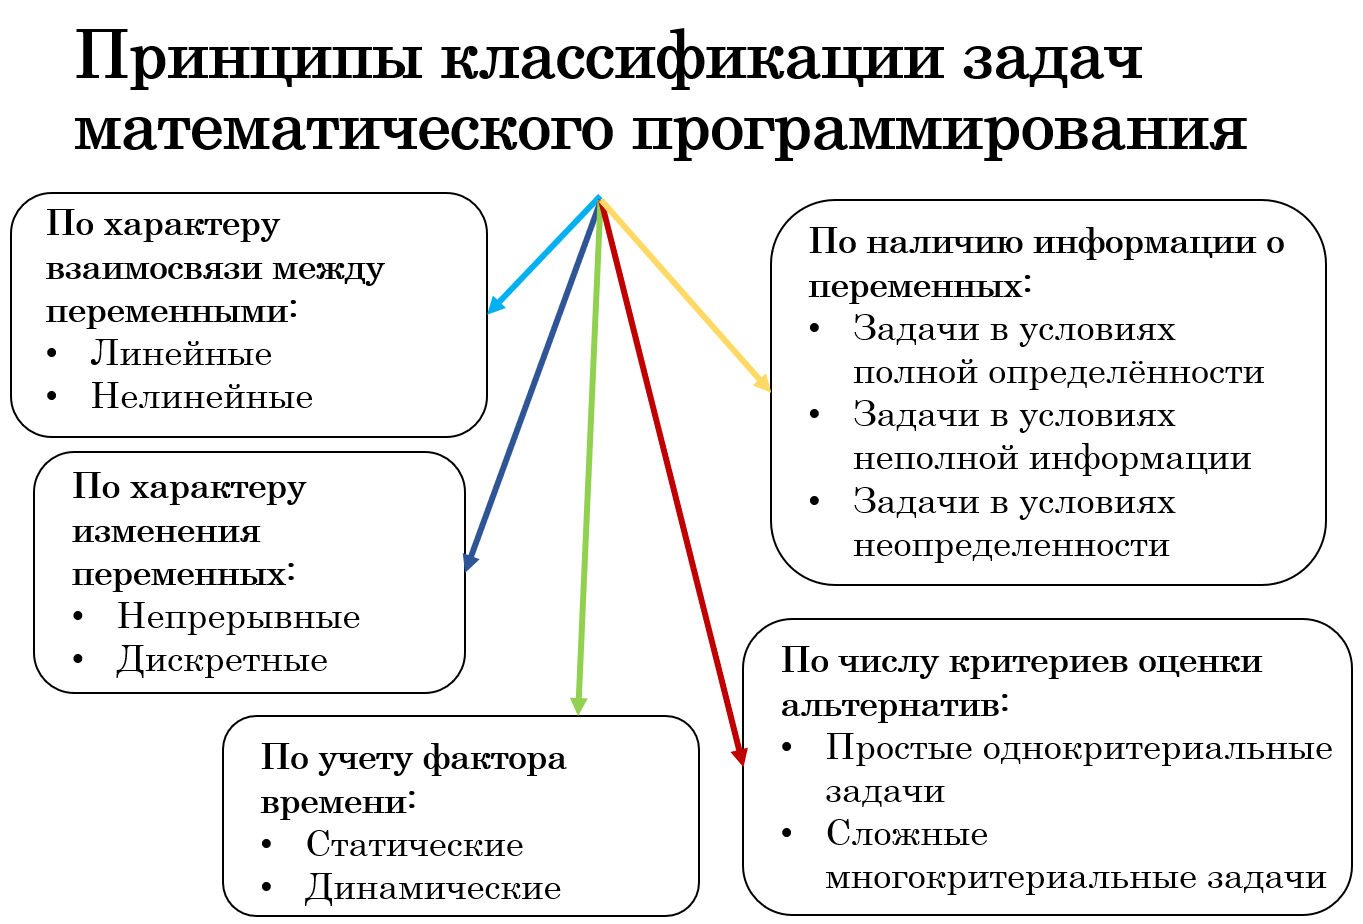 Принципы классификации задач
математического программирования
По характеру
взаимосвязи между
переменными:
• Линейные
• Нелинейные
По характеру
изменения
переменных:
• Непрерывные
• Дискретные
По учету фактора
времени:
• Статические
• Динамические
По наличию информации о
переменных:
• Задачи в условиях
полной определённости
• Задачи в условиях
неполной информации
• Задачи в условиях
неопределенности
По числу критериев оценки
альтернатив:
• Простые однокритериальные
задачи
• Сложные
многокритериальные задачи